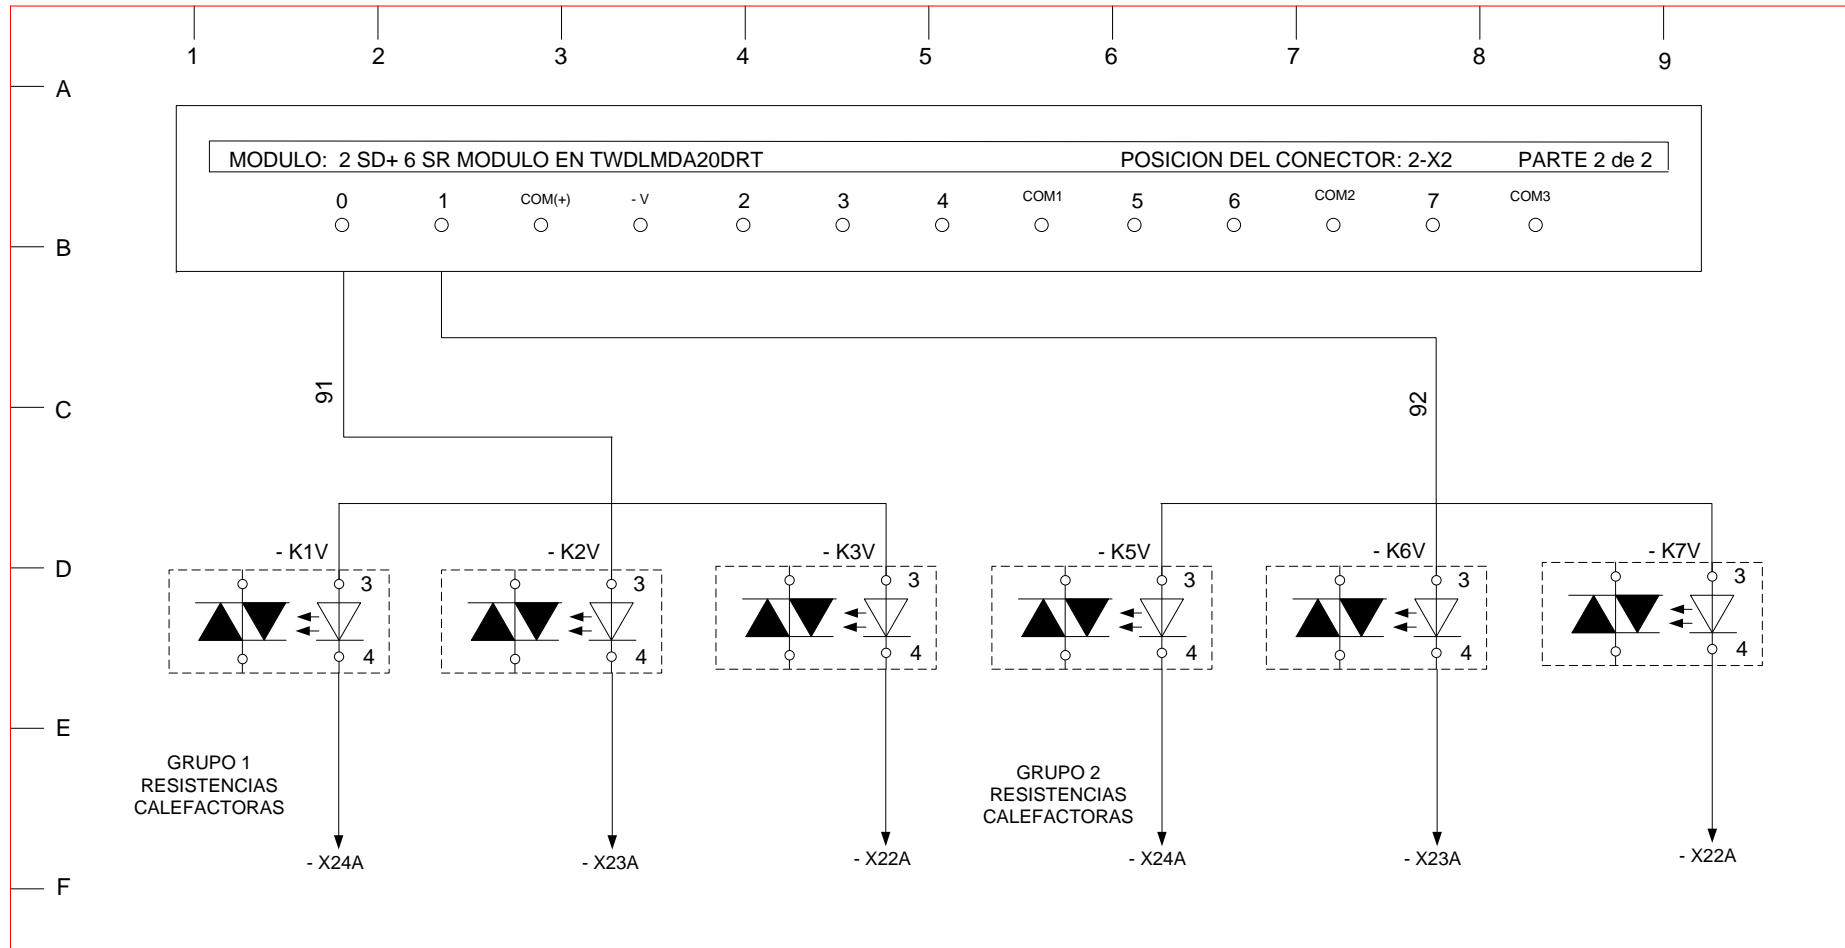 1 2 3 4 5 6 7 8 9
A
MODULO: 2 SD+ 6 SR MODULO EN TWDLMDA20DRT POSICION DEL CONECTOR: 2-X2 PARTE 2 de 2
0 1 COM(+) - V 2 3 4 COM1 5 6 COM2 7 COM3
B
91 92
C
- K1V - K2V - K3V - K5V - K6V - K7V
D
3 3 3 3 3 3
4 4 4 4 4 4
E
GRUPO 1
RESISTENCIAS
CALEFACTORAS
GRUPO 2
RESISTENCIAS
CALEFACTORAS
- X24A - X23A - X22A - X24A - X23A - X22A
F